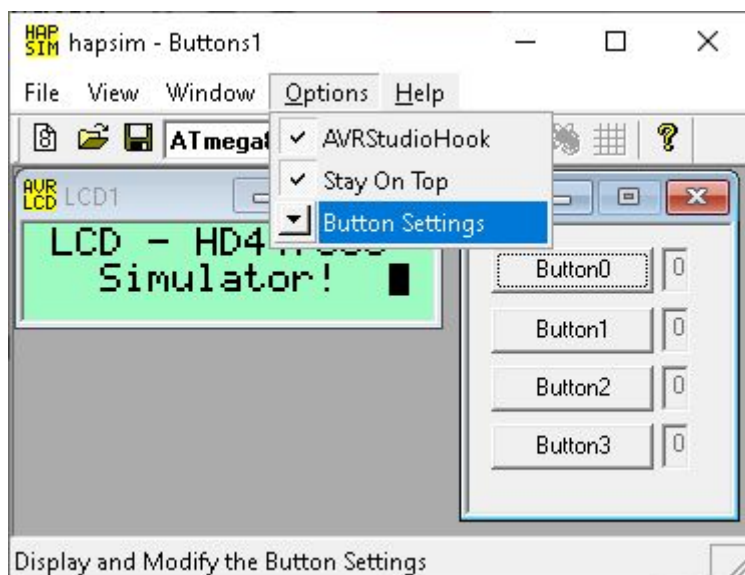 HAP SIM hapsim - Buttons1
File View Window Options Help
ATmega
AVRStudioHook
Stay On Top
Button Settings
AVR LCD LCD1
LCD - HD4
Simulator!
Button0 0
Button1 0
Button2 0
Button3 0
Display and Modify the Button Settings